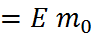 = E m₀